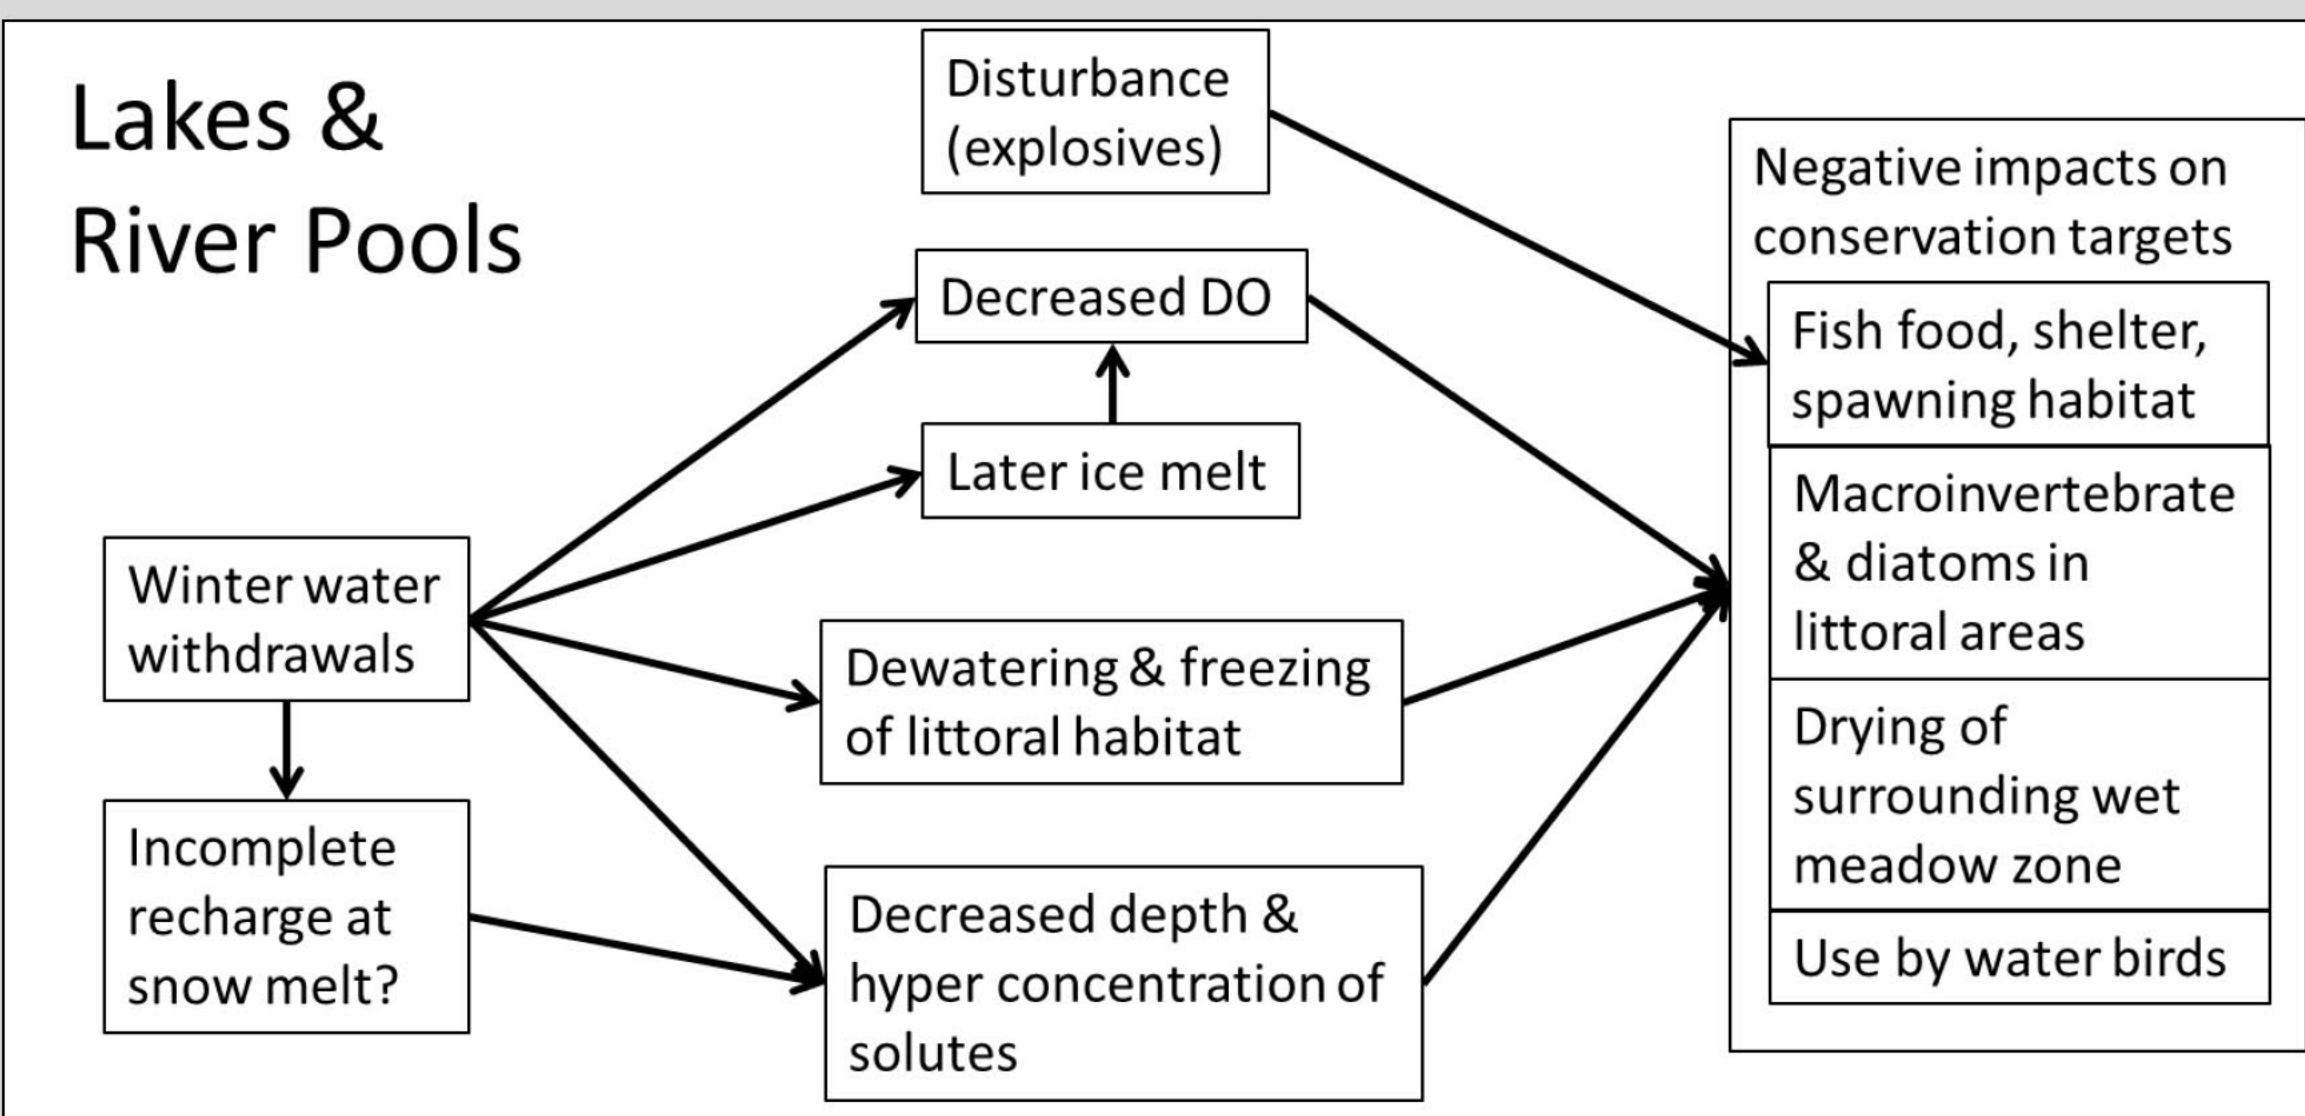 Lakes &
River Pools
Disturbance
(explosives)
Decreased DO
Later ice melt
Winter water
withdrawals
Dewatering & freezing
of littoral habitat
Incomplete
recharge at
snow melt?
Decreased depth &
hyper concentration of
solutes
Negative impacts on
conservation targets
Fish food, shelter,
spawning habitat
Macroinvertebrate
& diatoms in
littoral areas
Drying of
surrounding wet
meadow zone
Use by water birds